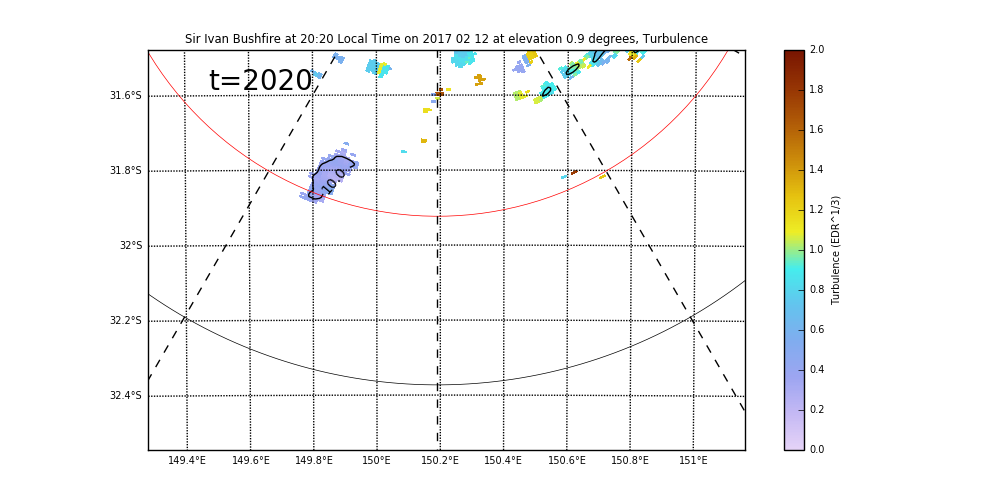 Sir Ivan Bushfire at 20:20 Local Time on 2017 02 12 at elevation 0.9 degrees, Turbulence
t=2020
31.6°S
31.8°S
32°S
32.2°S
32.4°S
10.0
149.4°E 149.6°E 149.8°E 150°E 150.2°E 150.4°E 150.6°E 150.8°E 151°E
2.0
1.8
1.6
1.4
1.2
1.0
0.8
0.6
0.4
0.2
0.0
Turbulence (EDR^1/3)